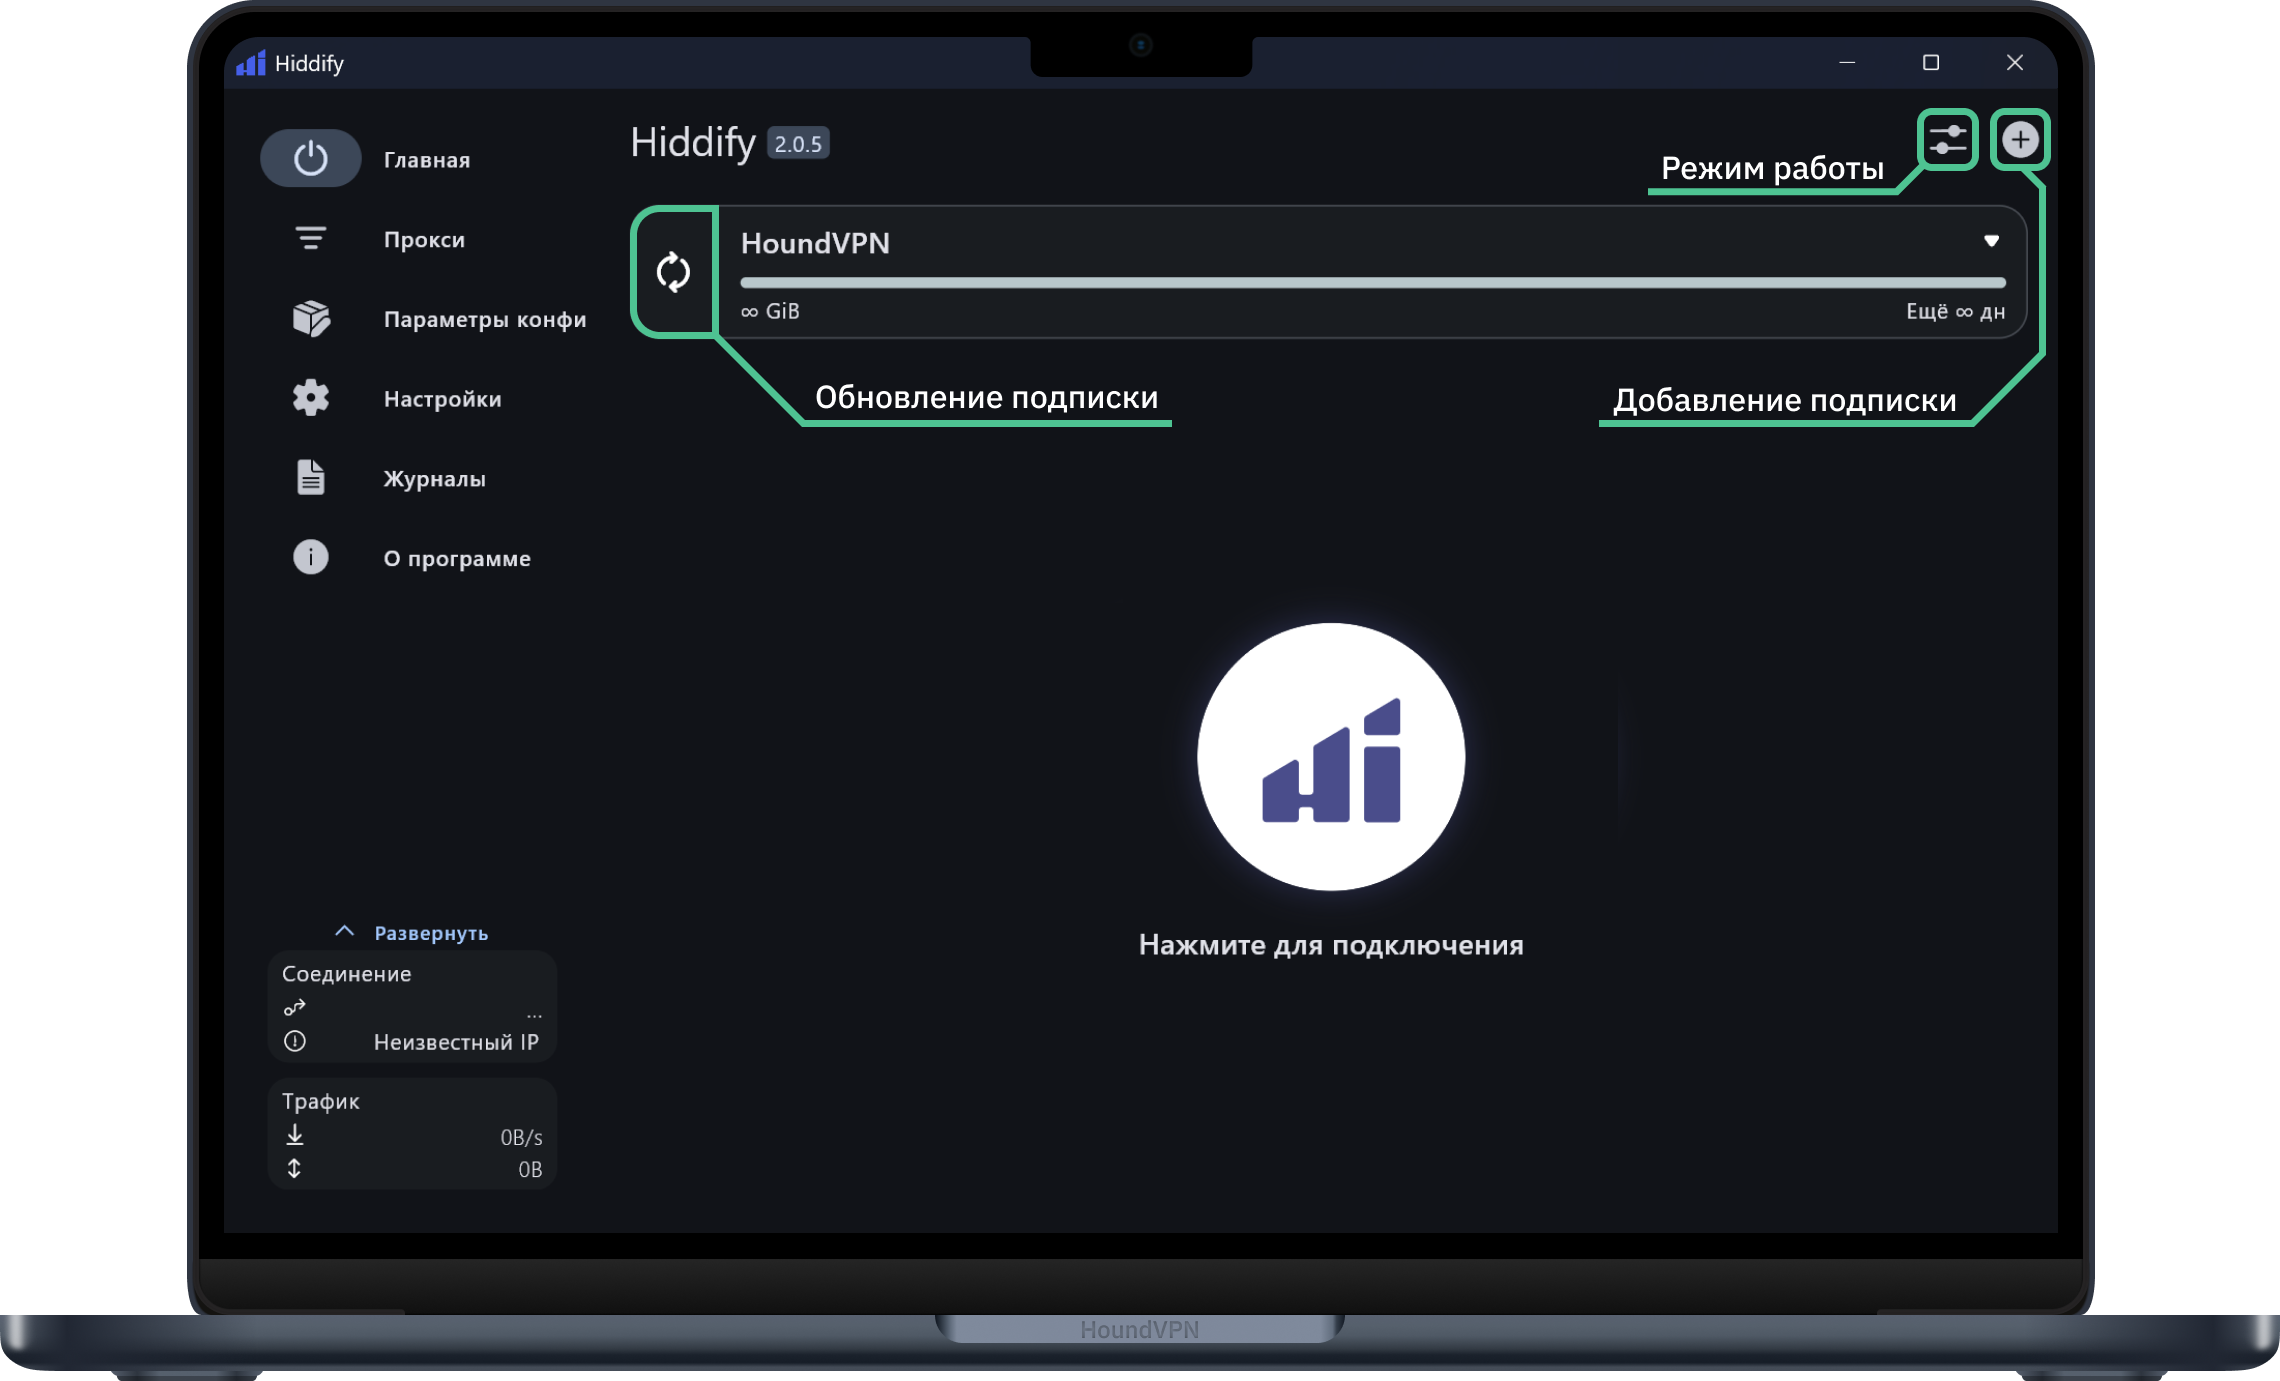 Hiddify
Hiddify 2.0.5
Режим работы
Главная
Прокси
Параметры конфи
Настройки
Журналы
О программе
HoundVPN
∞ GiB
Ещё ∞ дн
Обновление подписки
Добавление подписки
Нажмите для подключения
Развернуть
Соединение
...
Неизвестный IP
Трафик
0B/s
0B
HoundVPN